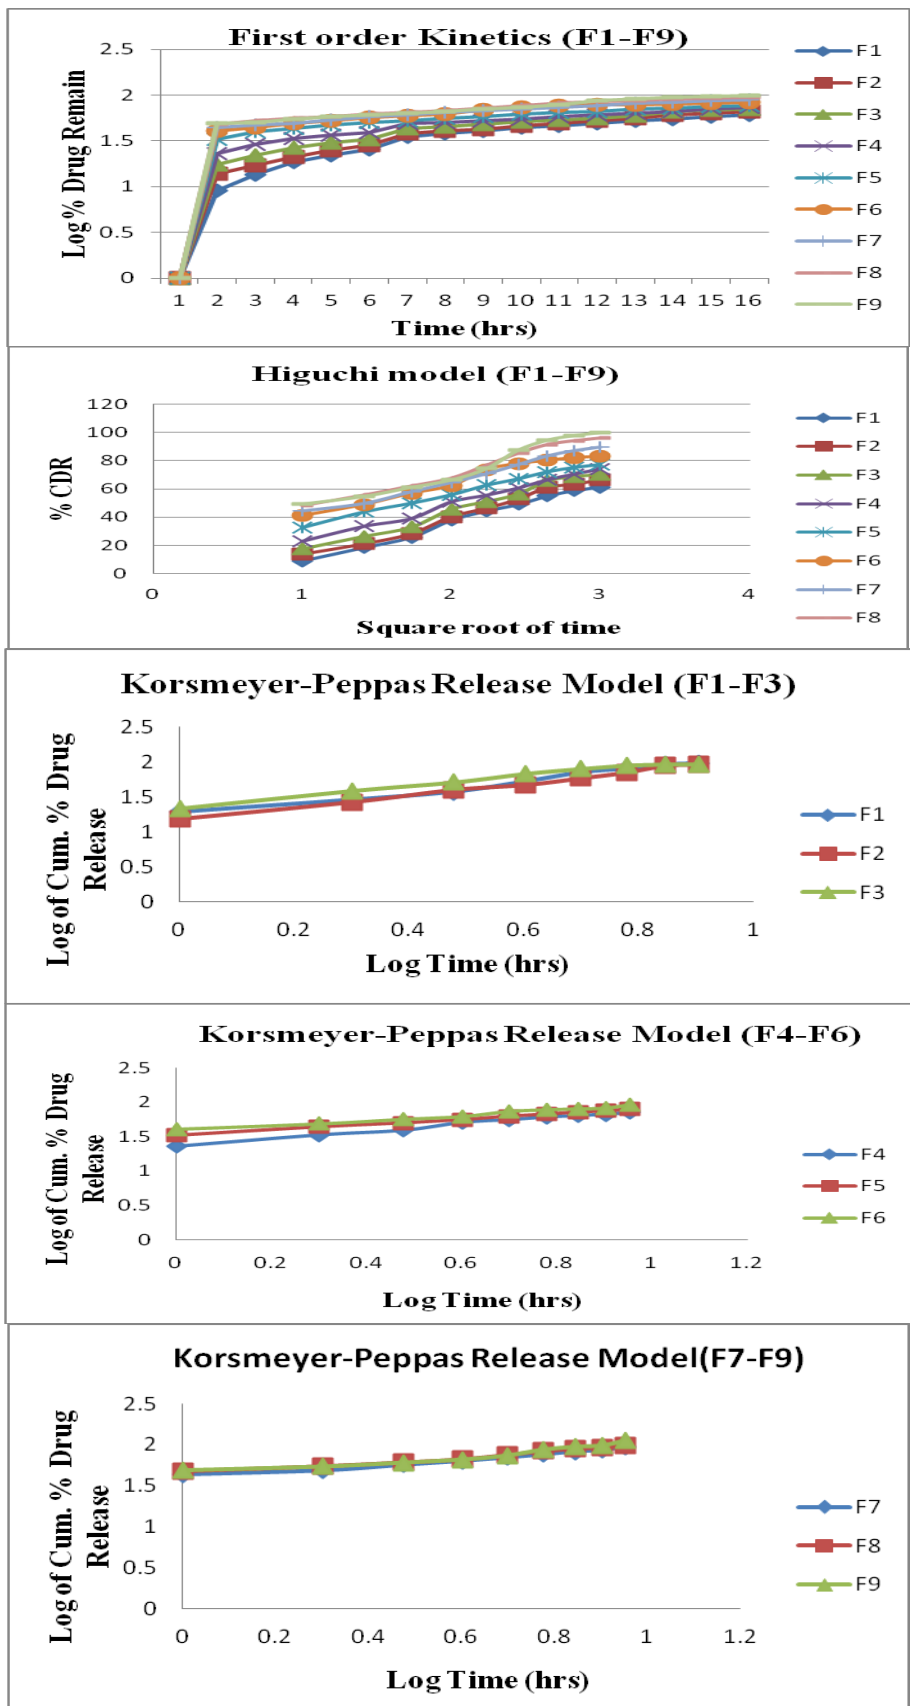 First order Kinetics (F1-F9)
Log % Drug Remain
2.5
2
1.5
1
0.5
0
1 2 3 4 5 6 7 8 9 10 11 12 13 14 15 16
Time (hrs)
F1
F2
F3
F4
F5
F6
F7
F8
F9
Higuchi model (F1-F9)
% CDR
120
100
80
60
40
20
0
0 1 2 3 4
Square root of time
F1
F2
F3
F4
F5
F6
F7
F8
Korsmeyer-Peppas Release Model (F1-F3)
Log of Cum. % Drug
Release
2.5
2
1.5
1
0.5
0
0 0.2 0.4 0.6 0.8 1
Log Time (hrs)
F1
F2
F3
Korsmeyer-Peppas Release Model (F4-F6)
Log of Cum. % Drug
Release
2.5
2
1.5
1
0.5
0
0 0.2 0.4 0.6 0.8 1 1.2
Log Time (hrs)
F4
F5
F6
Korsmeyer-Peppas Release Model(F7-F9)
Log of Cum. % Drug
Release
2.5
2
1.5
1
0.5
0
0 0.2 0.4 0.6 0.8 1 1.2
Log Time (hrs)
F7
F8
F9